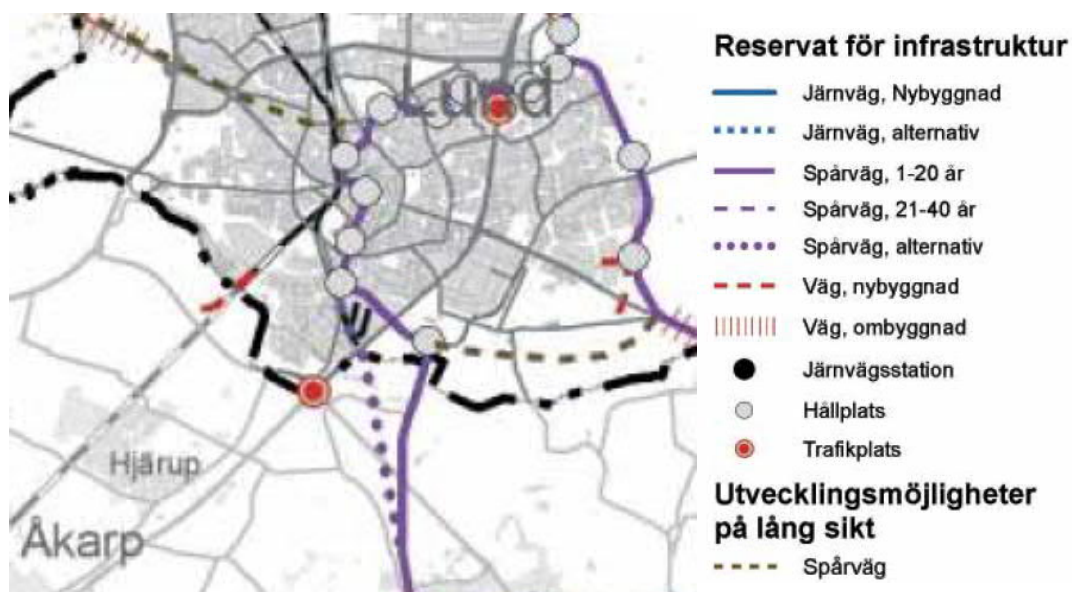 Lund
Hjärup
Åkarp
Reservat för infrastruktur
Järnväg, Nybyggnad
Järnväg, alternativ
Spårväg, 1-20 år
Spårväg, 21-40 år
Spårväg, alternativ
Väg, nybyggnad
Väg, ombyggnad
Järnvägsstation
Hållplats
Trafikplats
Utvecklingsmöjligheter
på lång sikt
Spårväg